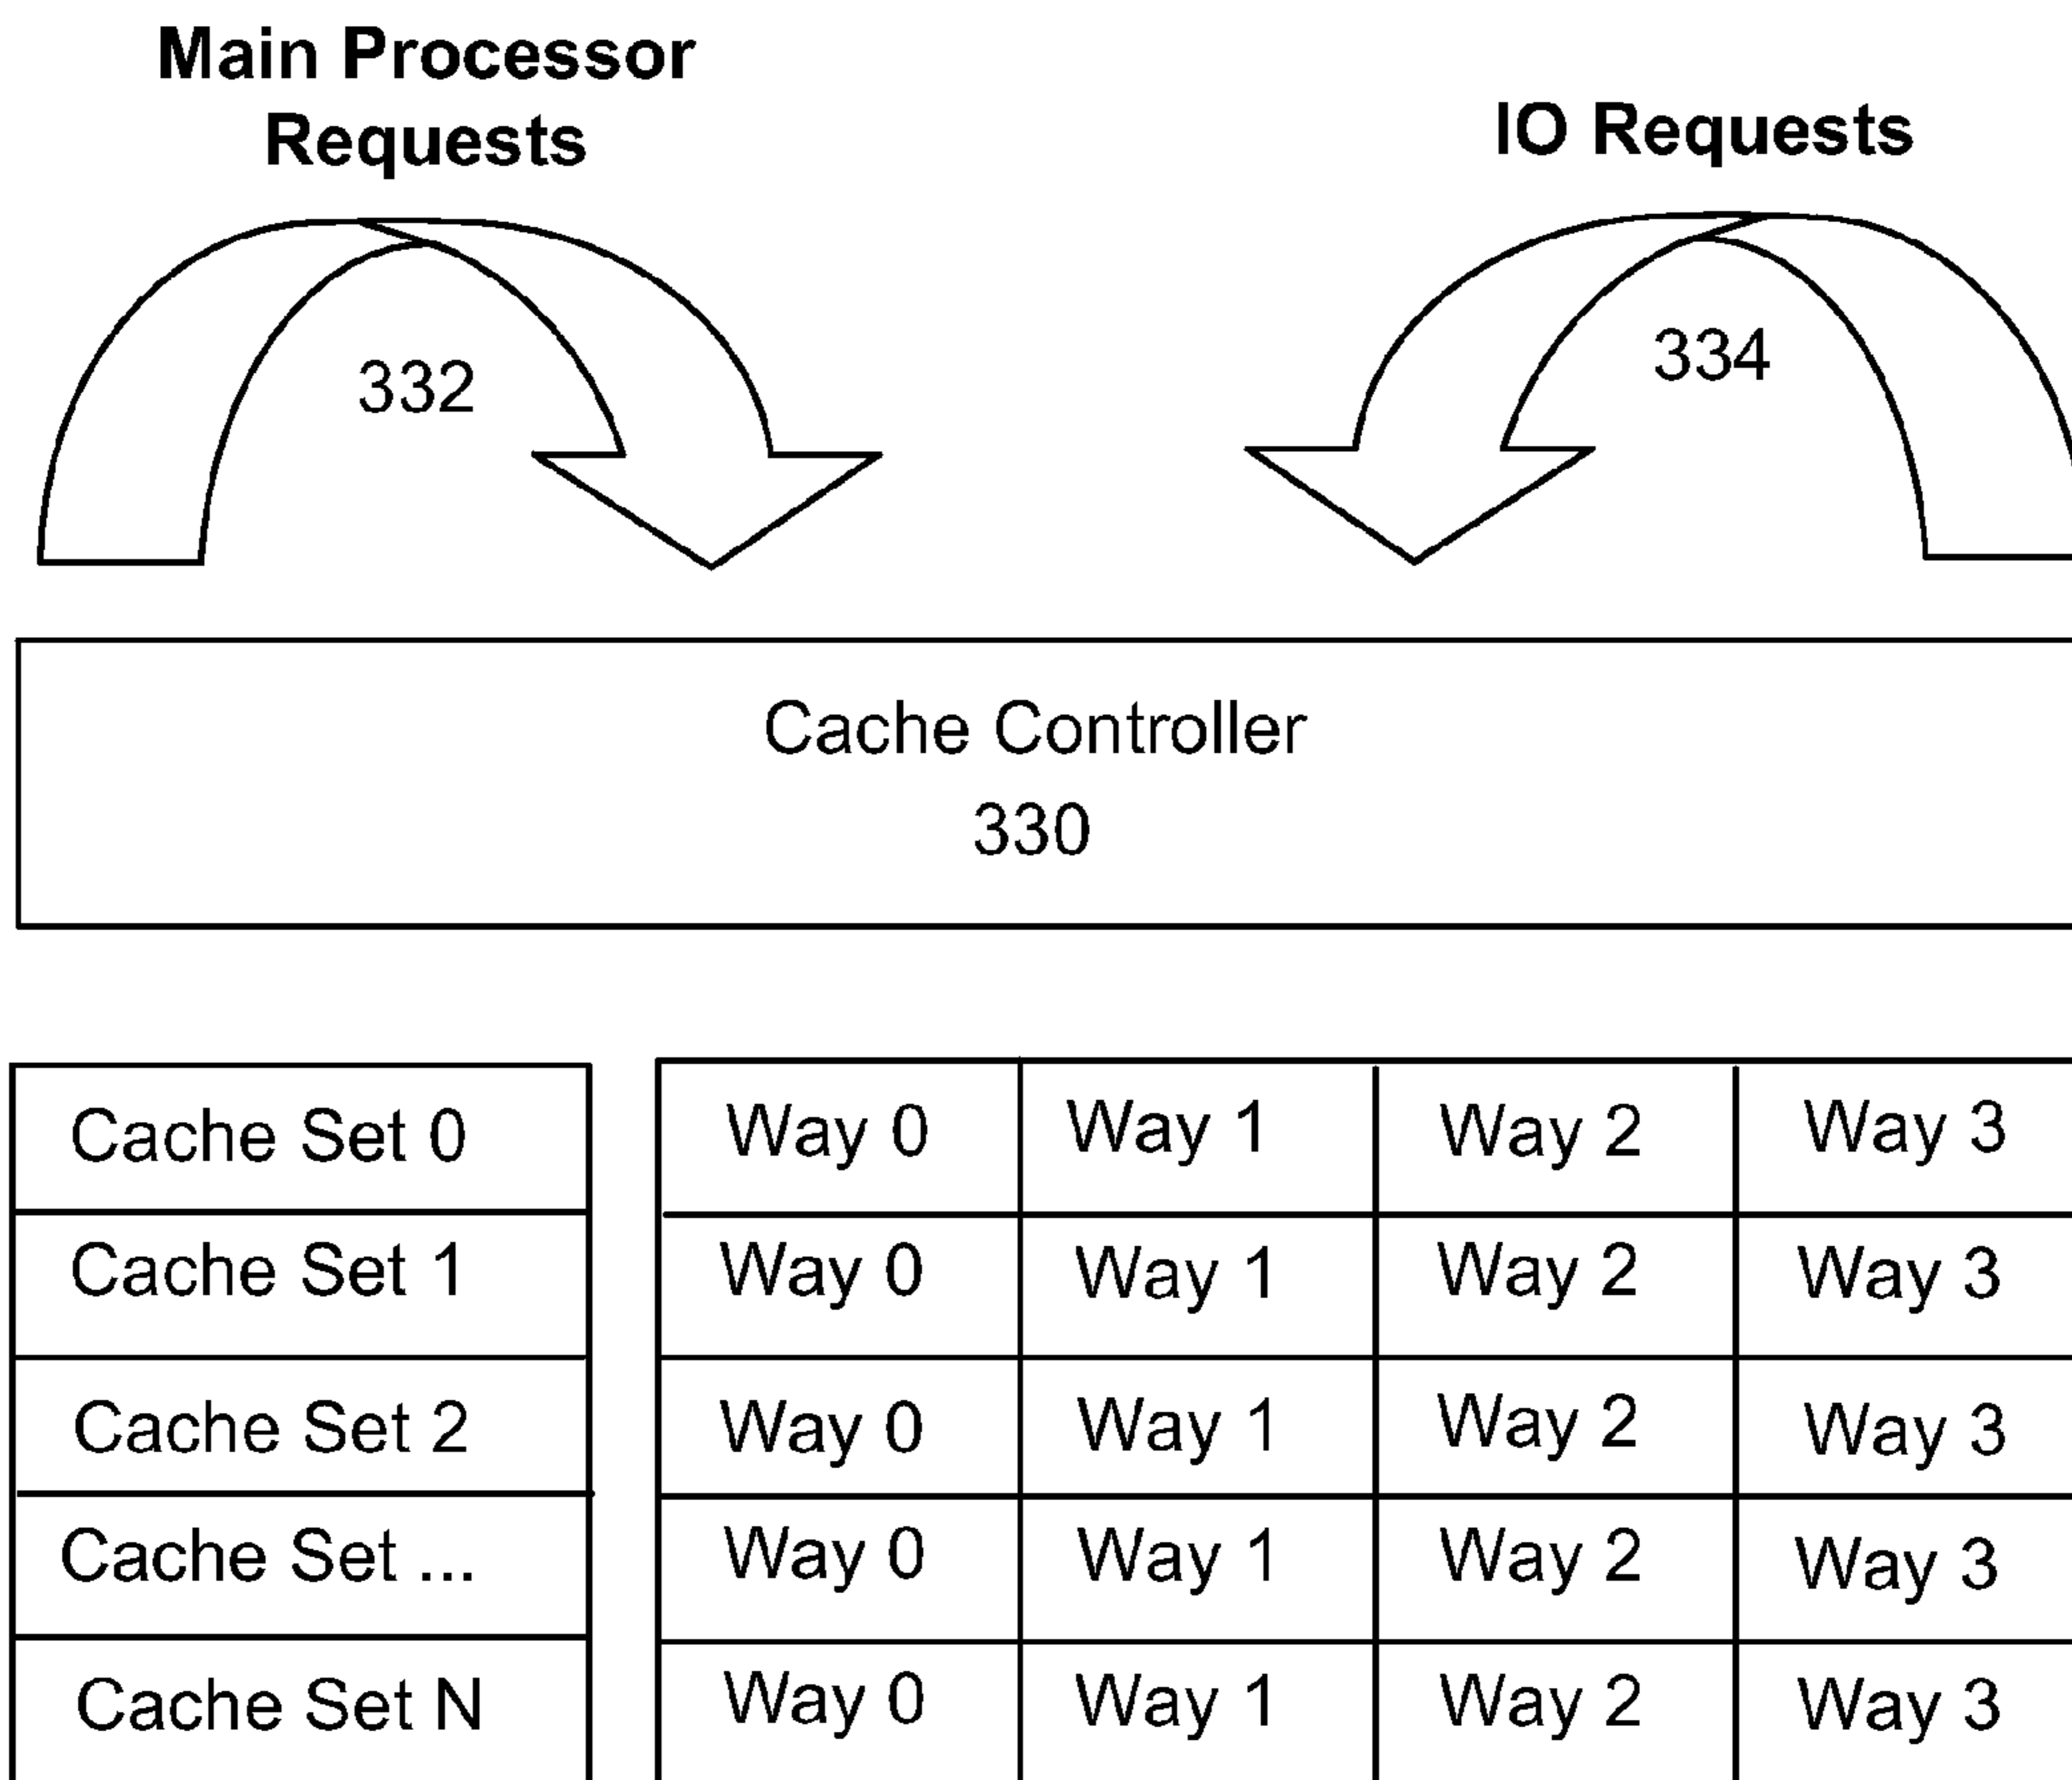 Main Processor
Requests
IO Requests
332
334
Cache Controller
330
Cache Set 0 Way 0 Way 1 Way 2 Way 3
Cache Set 1 Way 0 Way 1 Way 2 Way 3
Cache Set 2 Way 0 Way 1 Way 2 Way 3
Cache Set ... Way 0 Way 1 Way 2 Way 3
Cache Set N Way 0 Way 1 Way 2 Way 3